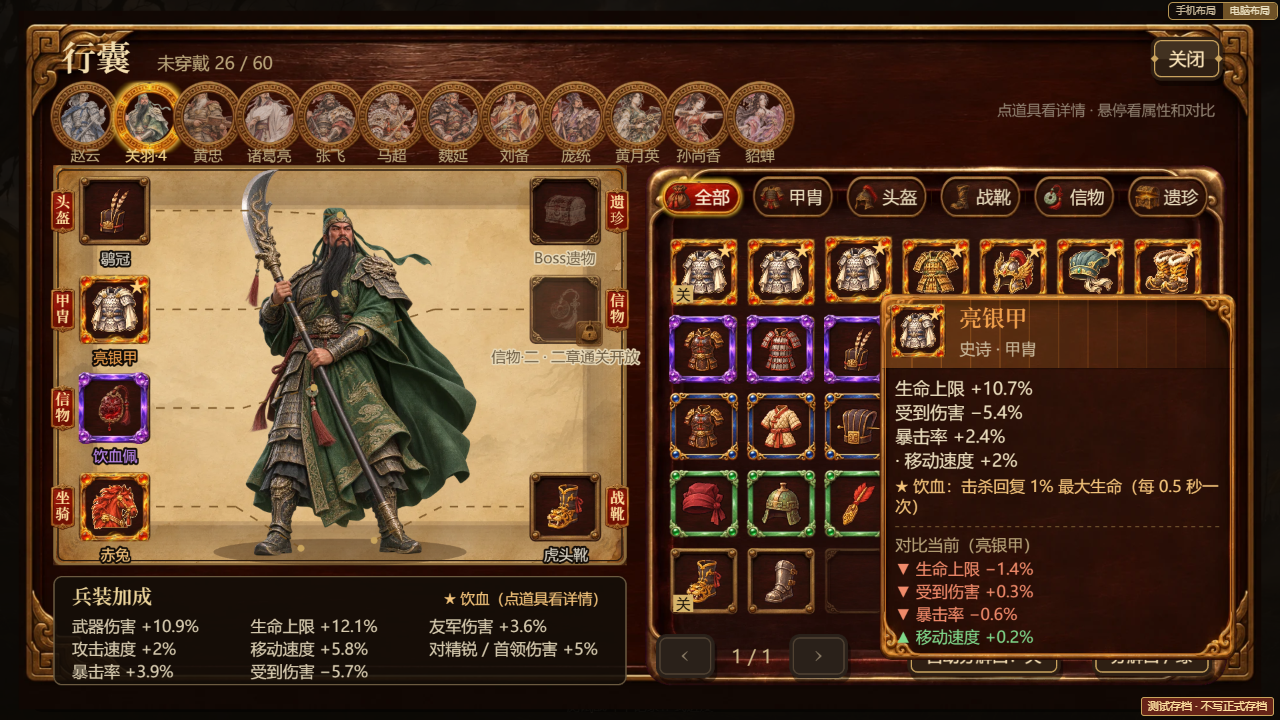 手机布局 电脑布局
行囊 未穿戴 26 / 60
关闭
点道具看详情 · 悬停看属性和对比
赵云 关羽·4 黄忠 诸葛亮 张飞 马超 魏延 刘备 庞统 黄月英 孙尚香 貂蝉
头盔
鹖冠
甲胄
亮银甲
信物
饮血佩
坐骑
赤兔
遗珍
Boss遗物
信物
信物·二 · 二章通关开放
战靴
虎头靴
兵装加成
★ 饮血（点道具看详情）
武器伤害 +10.9% 生命上限 +12.1% 友军伤害 +3.6%
攻击速度 +2% 移动速度 +5.8% 对精锐 / 首领伤害 +5%
暴击率 +3.9% 受到伤害 −5.7%
全部 甲胄 头盔 战靴 信物 遗珍
关
关
亮银甲
史诗 · 甲胄
生命上限 +10.7%
受到伤害 −5.4%
暴击率 +2.4%
· 移动速度 +2%
★ 饮血：击杀回复 1% 最大生命（每 0.5 秒一
次）
对比当前（亮银甲）
▼ 生命上限 −1.4%
▼ 受到伤害 +0.3%
▼ 暴击率 −0.6%
▲ 移动速度 +0.2%
‹ 1 / 1 ›
测试存档 · 不写正式存档